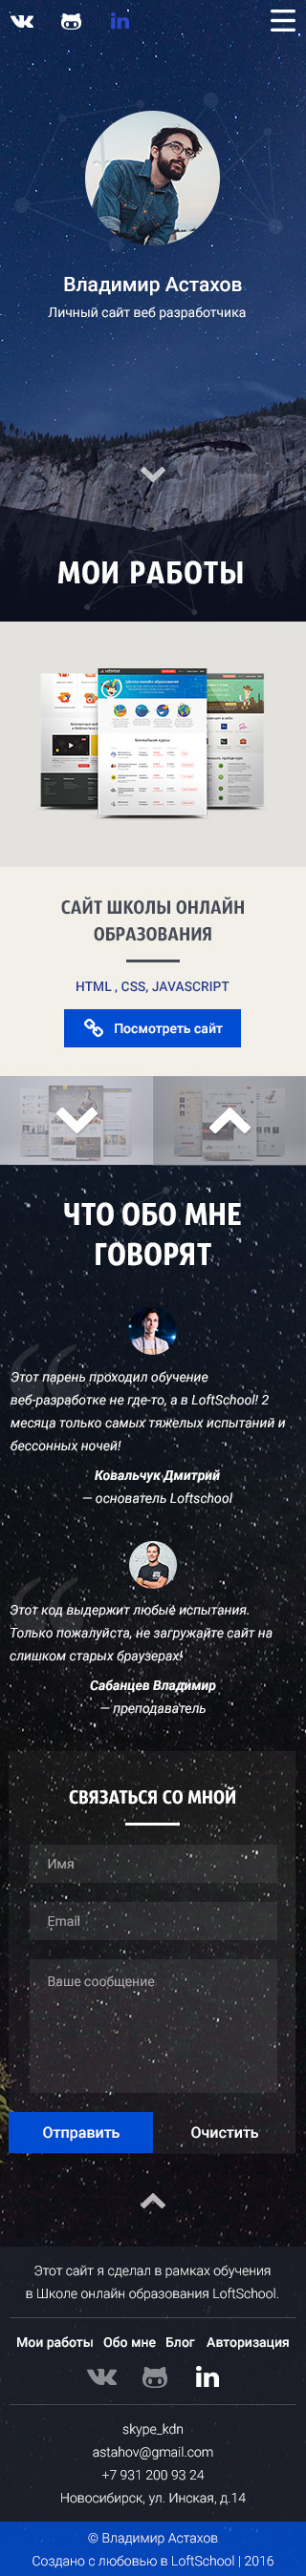 in
Владимир Астахов
Личный сайт веб разработчика
МОИ РАБОТЫ
САЙТ ШКОЛЫ ОНЛАЙН
ОБРАЗОВАНИЯ
HTML , CSS, JAVASCRIPT
Посмотреть сайт
ЧТО ОБО МНЕ
ГОВОРЯТ
Этот парень проходил обучение
веб-разработке не где-то, а в LoftSchool! 2
месяца только самых тяжелых испытаний и
бессонных ночей!
Ковальчук Дмитрий
— основатель Loftschool
Этот код выдержит любые испытания.
Только пожалуйста, не загружайте сайт на
слишком старых браузерах!
Сабанцев Владимир
— преподаватель
СВЯЗАТЬСЯ СО МНОЙ
Имя
Email
Ваше сообщение
Отправить Очистить
Этот сайт я сделал в рамках обучения
в Школе онлайн образования LoftSchool.
Мои работы Обо мне Блог Авторизация
in
skype_kdn
astahov@gmail.com
+7 931 200 93 24
Новосибирск, ул. Инская, д.14
© Владимир Астахов
Создано с любовью в LoftSchool | 2016